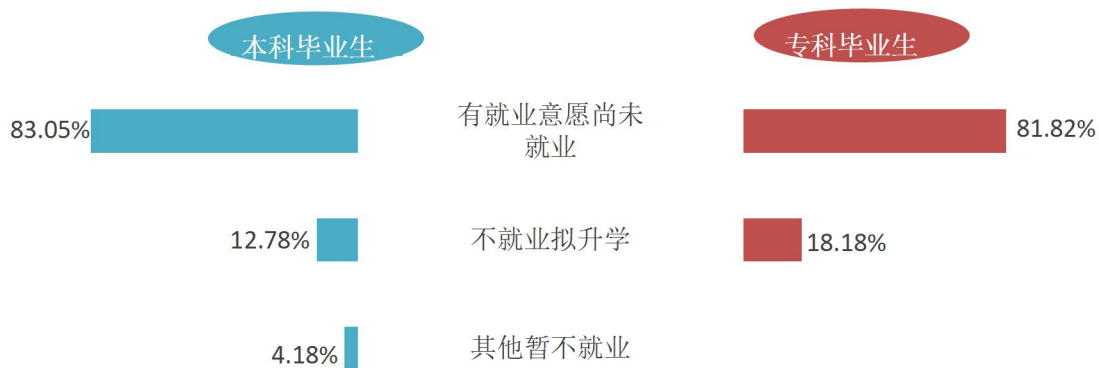 本科毕业生
专科毕业生
83.05%
有就业意愿尚未
就业
81.82%
12.78%
不就业拟升学
18.18%
4.18%
其他暂不就业